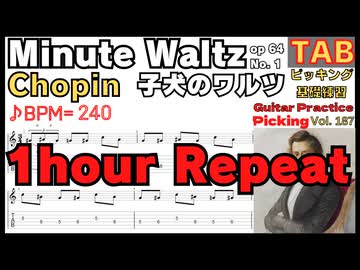 Minute Waltz op 64 No. 1 TAB
Chopin 子犬のワルツ ピッキング 基礎練習
♪BPM= 240 Guitar Practice
Picking Vol. 187
1hour Repeat